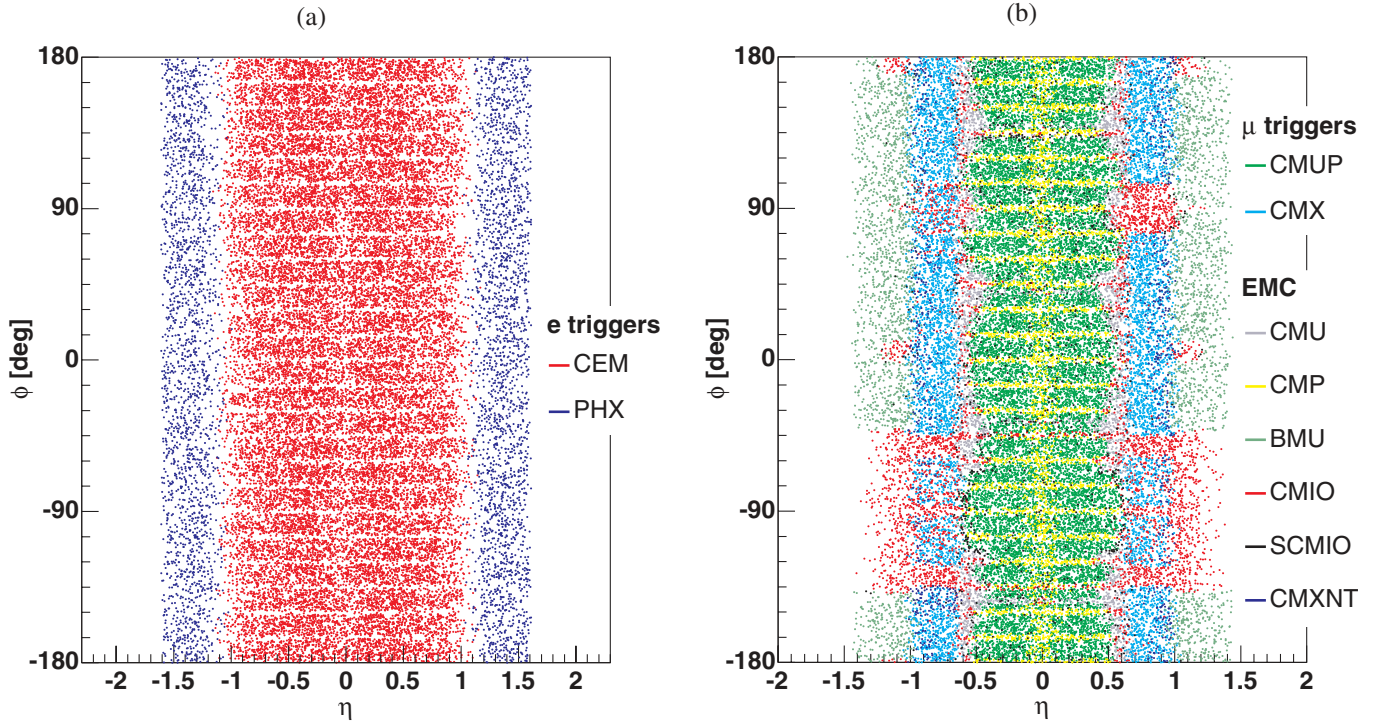 (a)
180
90
0
-90
-180
ϕ [deg]
-2 -1.5 -1 -0.5 0 0.5 1 1.5 2
η
e triggers
CEM
PHX
(b)
180
90
0
-90
-180
ϕ [deg]
-2 -1.5 -1 -0.5 0 0.5 1 1.5 2
η
μ triggers
CMUP
CMX
EMC
CMU
CMP
BMU
CMIO
SCMIO
CMXNT